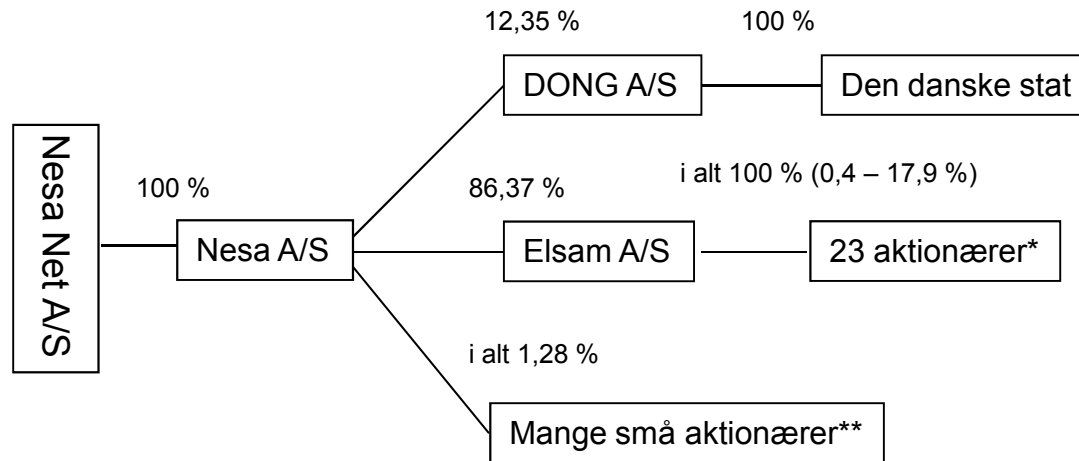 12,35 %
100 %
DONG A/S
Den danske stat
Nesa Net A/S
100 %
86,37 %
i alt 100 % (0,4 – 17,9 %)
Nesa A/S
Elsam A/S
23 aktionærer*
i alt 1,28 %
Mange små aktionærer**